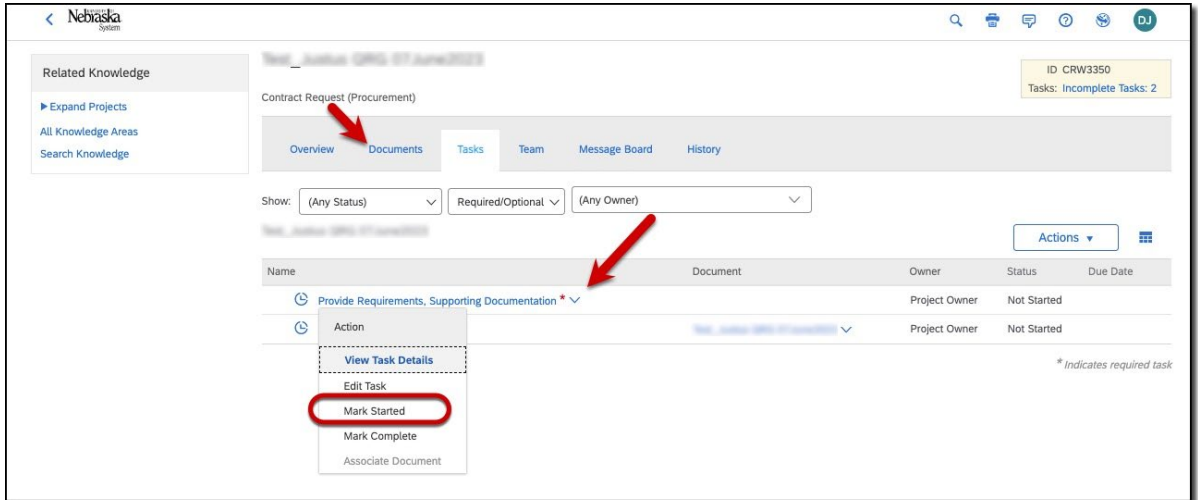 Nebraska
System
DJ
Related Knowledge
Expand Projects
All Knowledge Areas
Search Knowledge
ID CRW3350
Tasks: Incomplete Tasks: 2
Contract Request (Procurement)
Overview Documents Tasks Team Message Board History
Show: (Any Status) Required/Optional (Any Owner)
Actions
Name Document Owner Status Due Date
Provide Requirements, Supporting Documentation * Project Owner Not Started
Project Owner Not Started
* Indicates required task
Action
View Task Details
Edit Task
Mark Started
Mark Complete
Associate Document